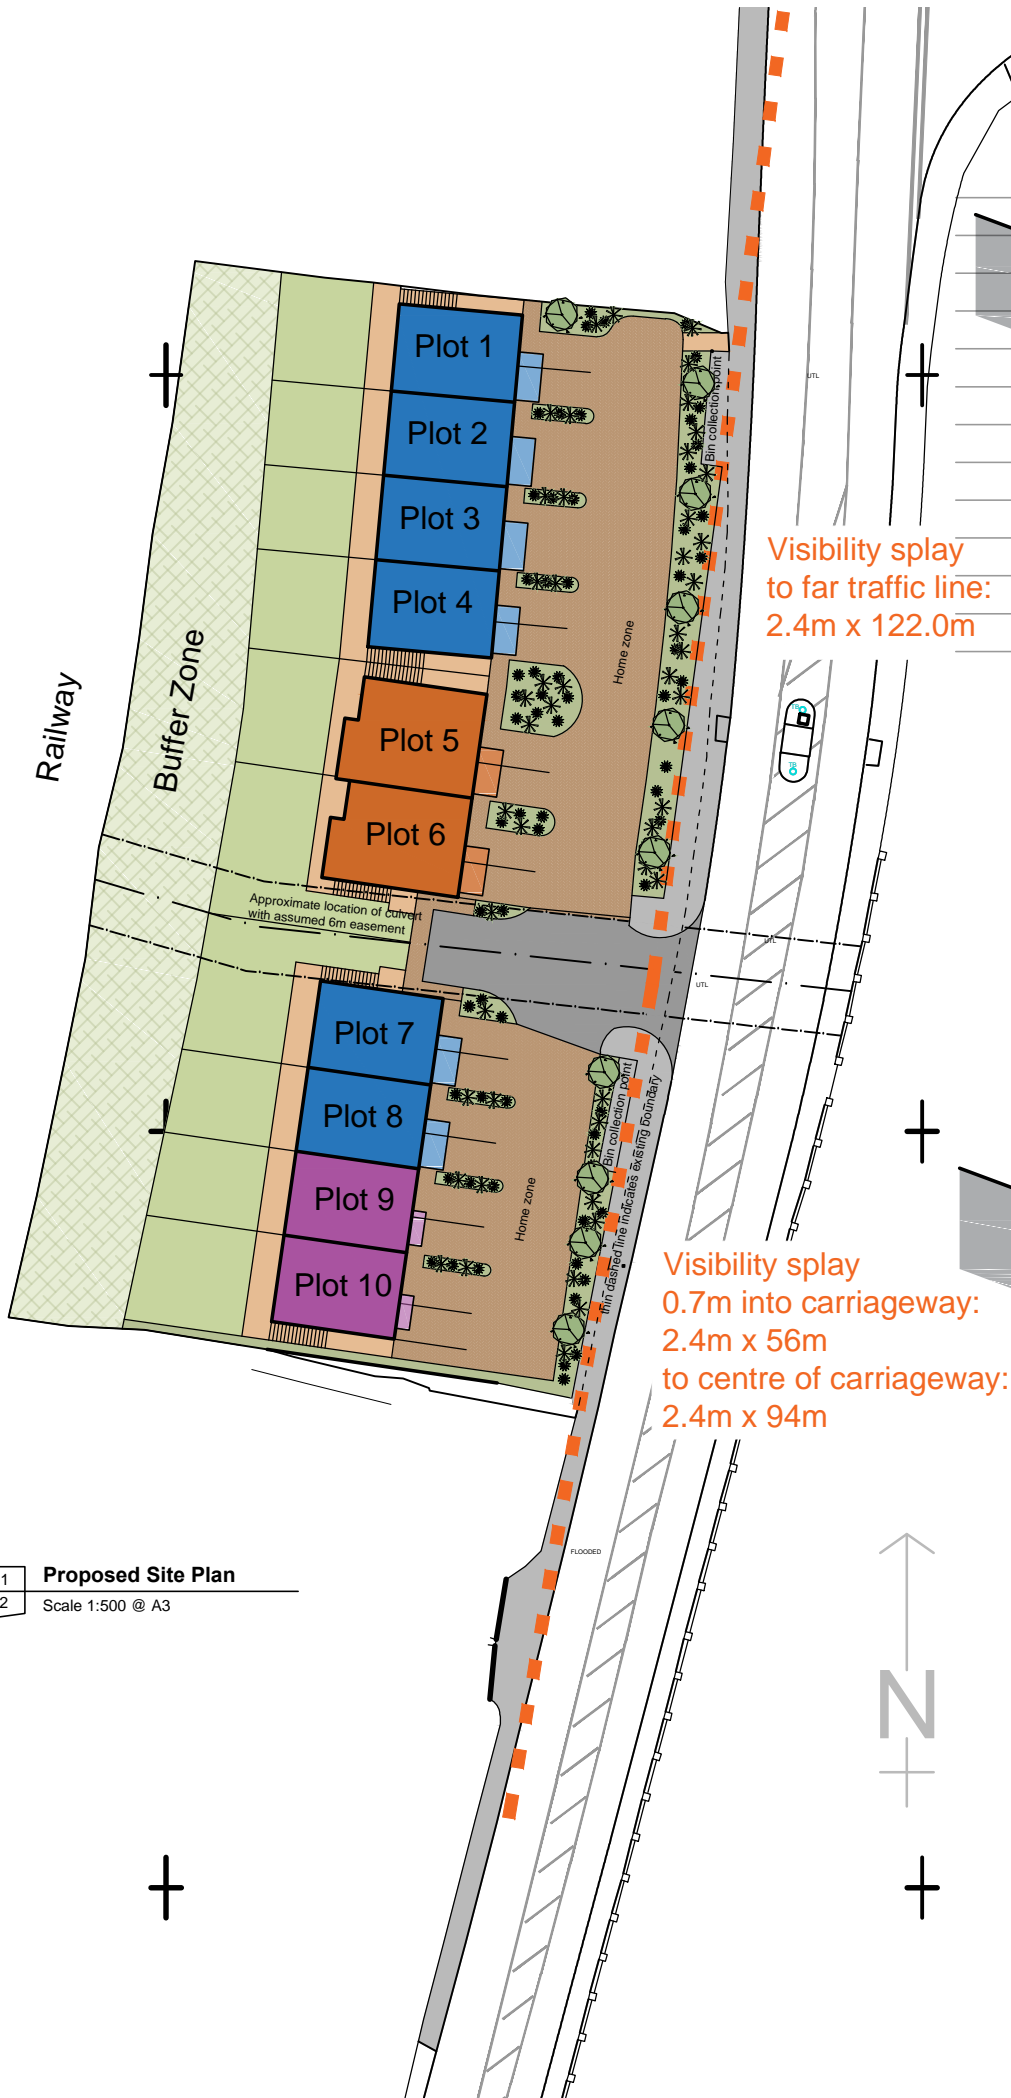 Plot 1
Plot 2
Plot 3
Plot 4
Plot 5
Plot 6
Plot 7
Plot 8
Plot 9
Plot 10
Railway
Buffer Zone
Home zone
Home zone
Bin collection point
Bin collection point
thin dashed line indicates existing boundary
Approximate location of culvert
with assumed 6m easement
UTL
UTL
UTL
TB
TB
FLOODED
Visibility splay
to far traffic line:
2.4m x 122.0m
Visibility splay
0.7m into carriageway:
2.4m x 56m
to centre of carriageway:
2.4m x 94m
1
2
Proposed Site Plan
Scale 1:500 @ A3
N